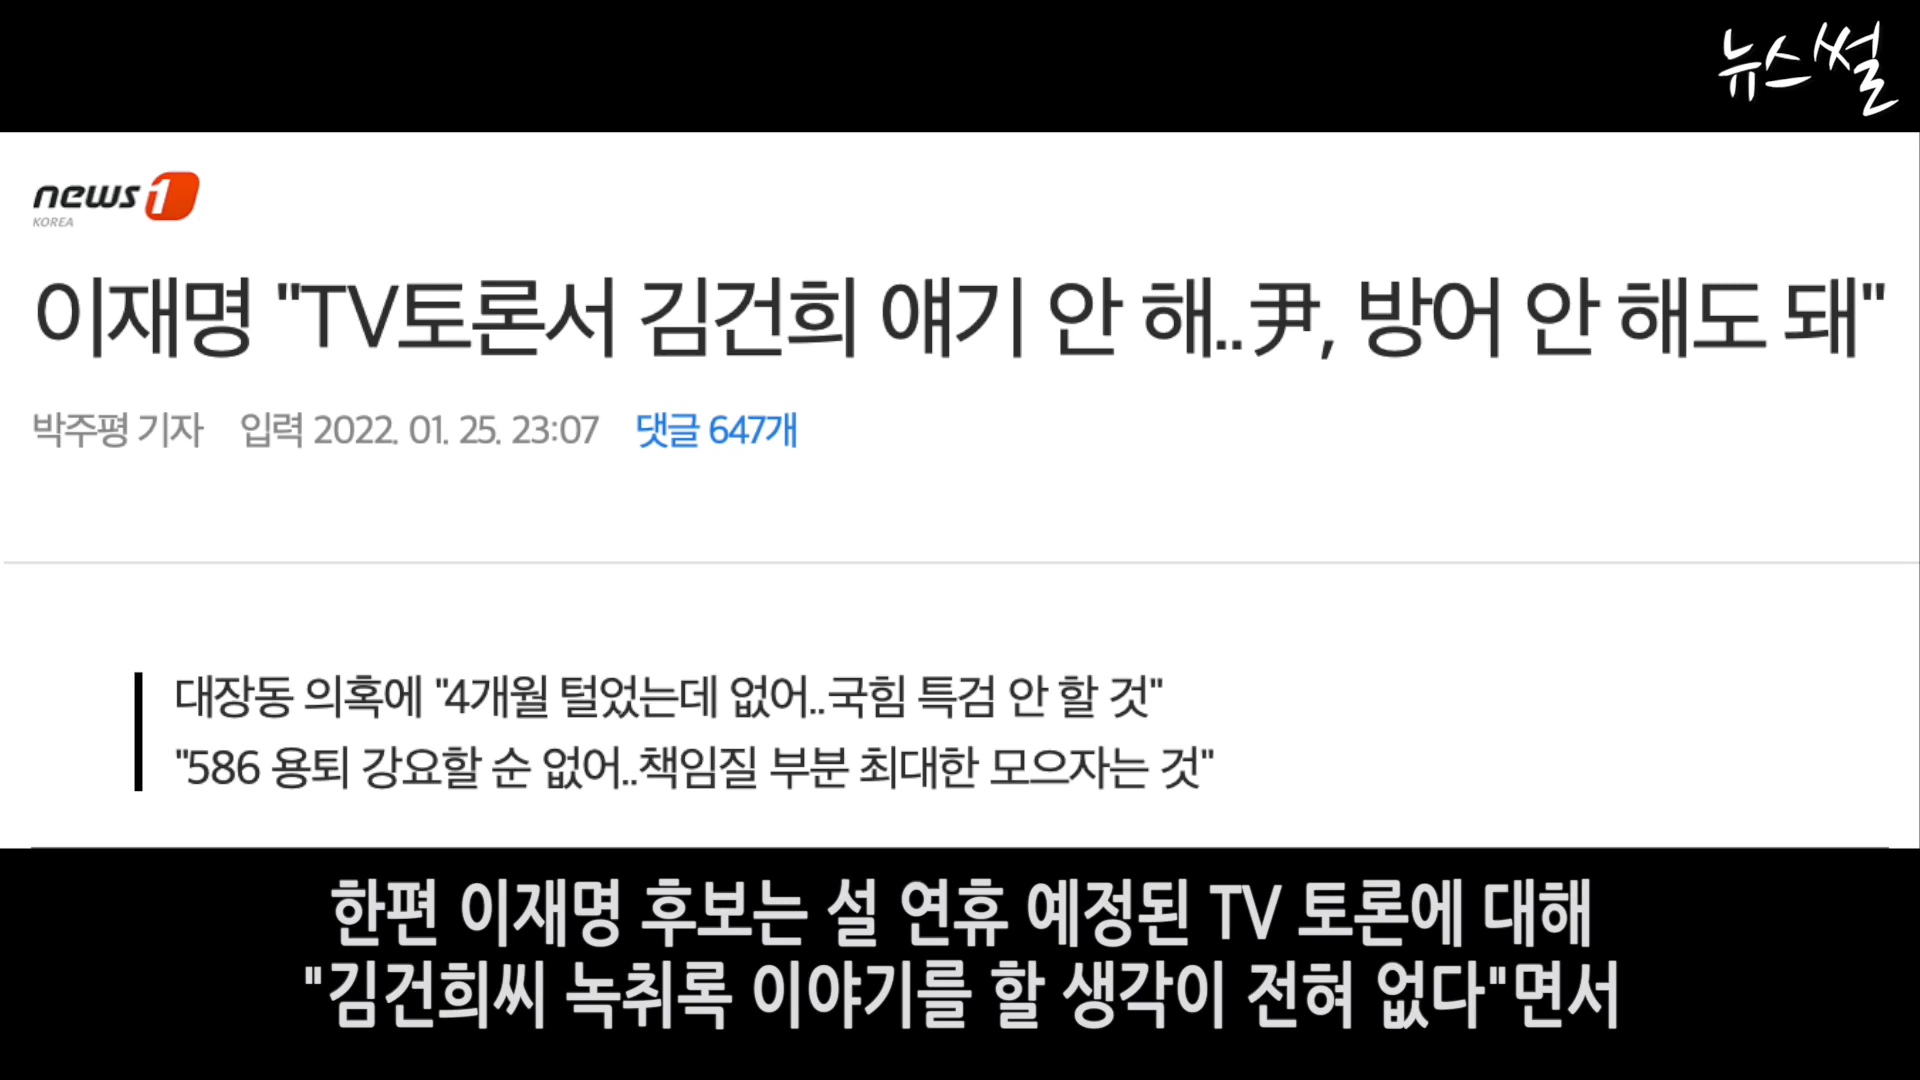 뉴스썰
news1
KOREA
이재명 "TV토론서 김건희 얘기 안 해..尹, 방어 안 해도 돼"
박주평 기자 입력 2022. 01. 25. 23:07 댓글 647개
대장동 의혹에 "4개월 털었는데 없어..국힘 특검 안 할 것"
"586 용퇴 강요할 순 없어..책임질 부분 최대한 모으자는 것"
한편 이재명 후보는 설 연휴 예정된 TV 토론에 대해
"김건희씨 녹취록 이야기를 할 생각이 전혀 없다"면서